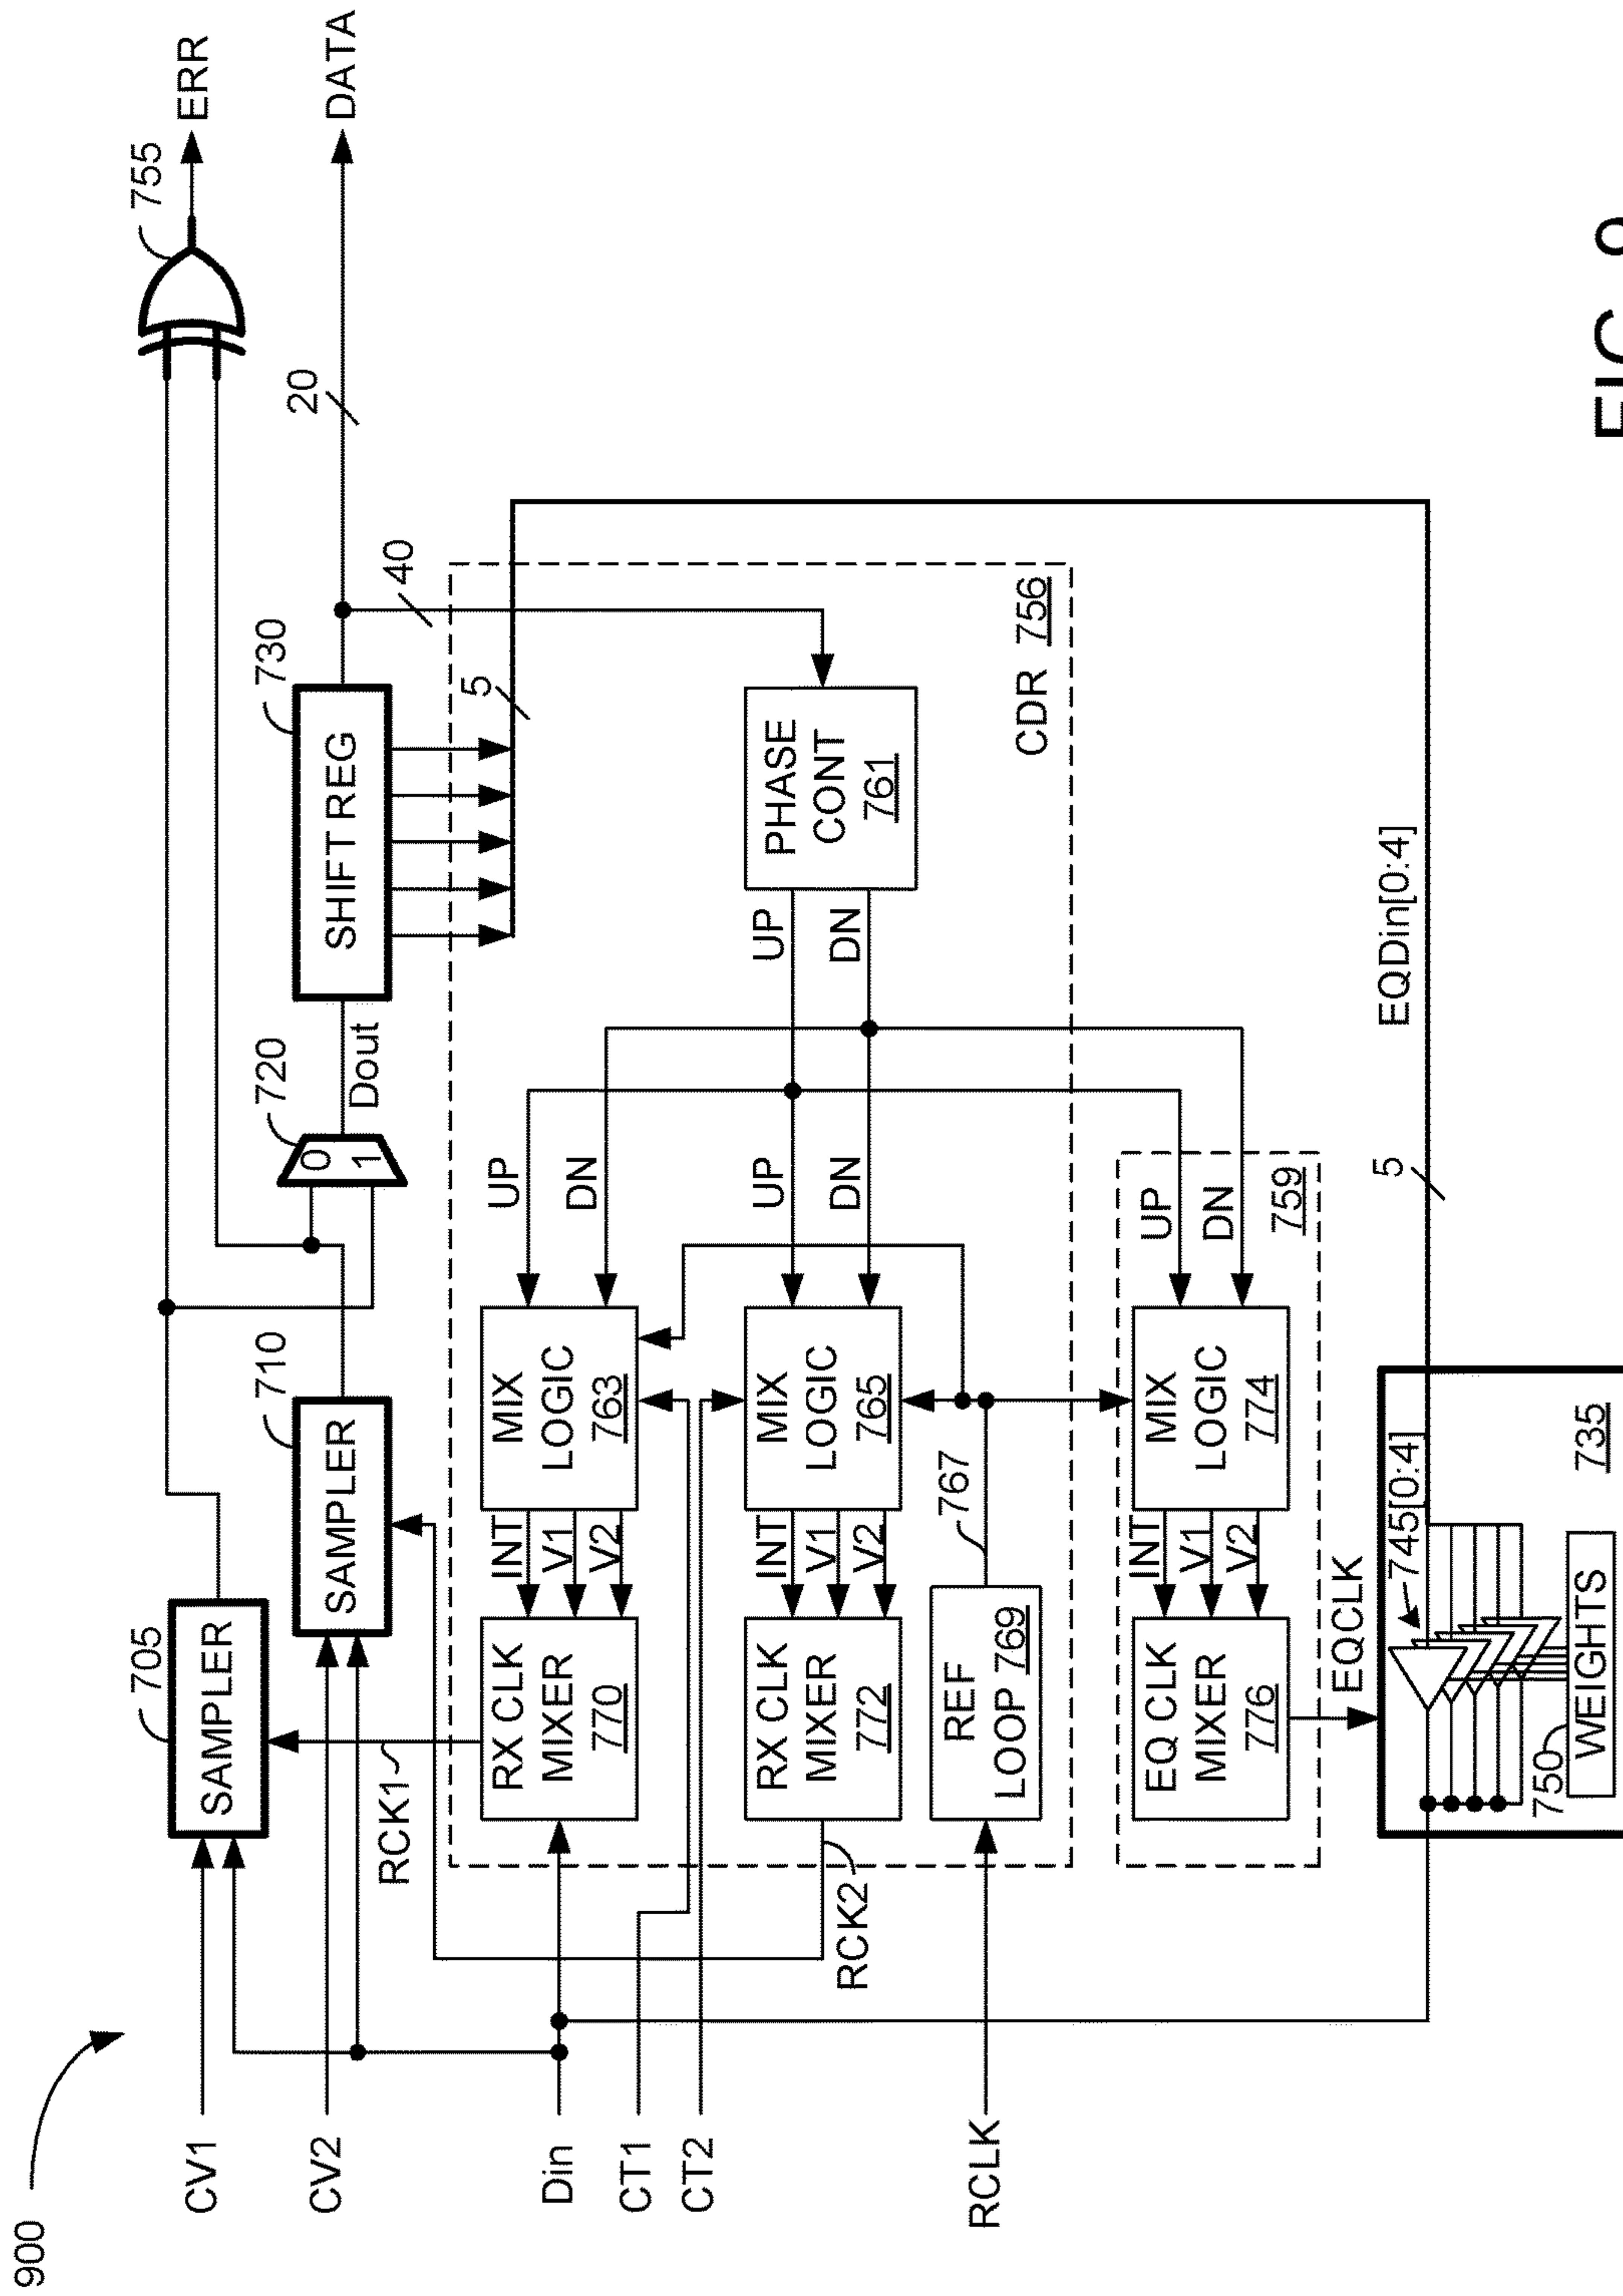 900
CV1
CV2
Din
CT1
CT2
RCLK
705
SAMPLER
710
SAMPLER
720
0
1
Dout
730
SHIFT REG
755
ERR
20
DATA
40
5
RCK1
RX CLK
MIXER
770
INT
V1
V2
MIX
LOGIC
763
UP
DN
RCK2
RX CLK
MIXER
772
INT
V1
V2
MIX
LOGIC
765
UP
DN
UP
DN
PHASE
CONT
761
CDR 756
REF
LOOP 769
767
EQ CLK
MIXER
776
INT
V1
V2
MIX
LOGIC
774
UP
DN
759
EQCLK
5
EQDin[0:4]
745[0:4]
750
WEIGHTS
735